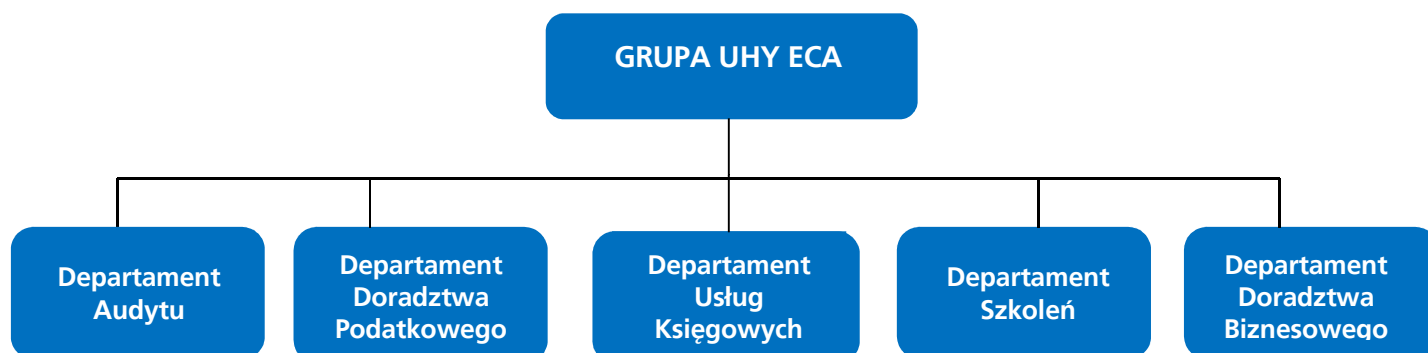 GRUPA UHY ECA
Departament
Audytu
Departament
Doradztwa
Podatkowego
Departament
Usług
Księgowych
Departament
Szkoleń
Departament
Doradztwa
Biznesowego